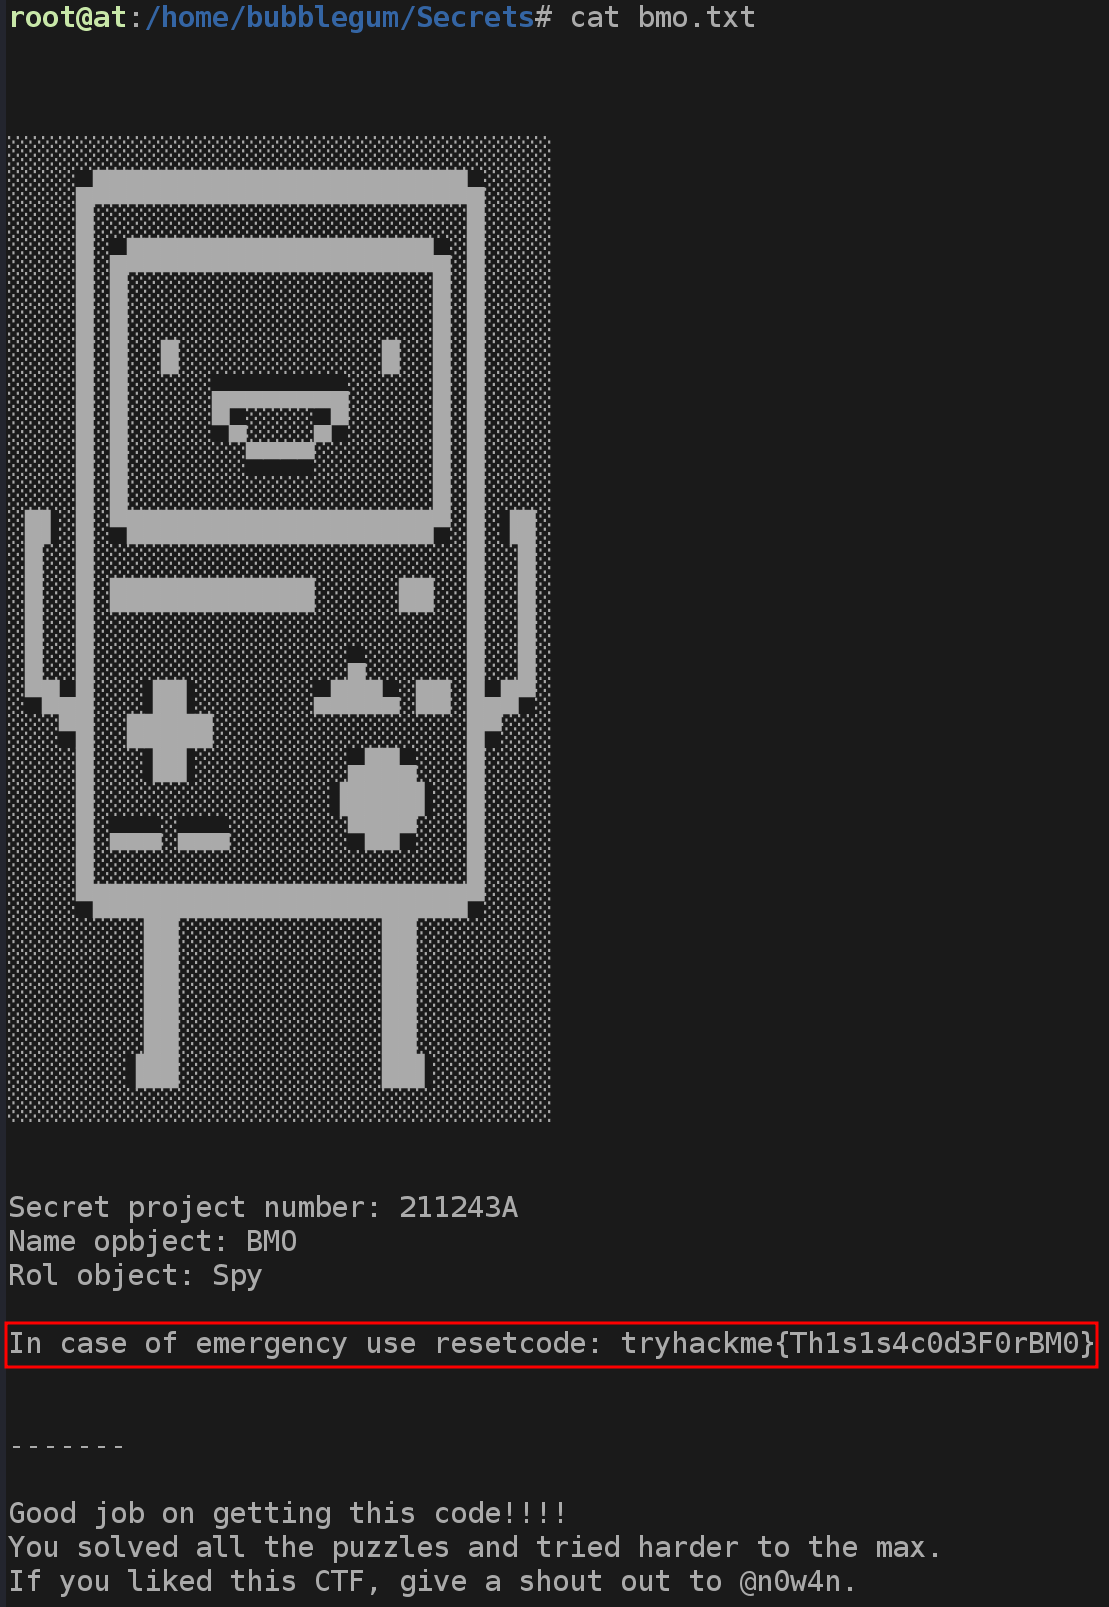 root@at:/home/bubblegum/Secrets# cat bmo.txt
Secret project number: 211243A
Name opbject: BMO
Rol object: Spy
In case of emergency use resetcode: tryhackme{Th1s1s4c0d3F0rBM0}
-------
Good job on getting this code!!!!
You solved all the puzzles and tried harder to the max.
If you liked this CTF, give a shout out to @n0w4n.